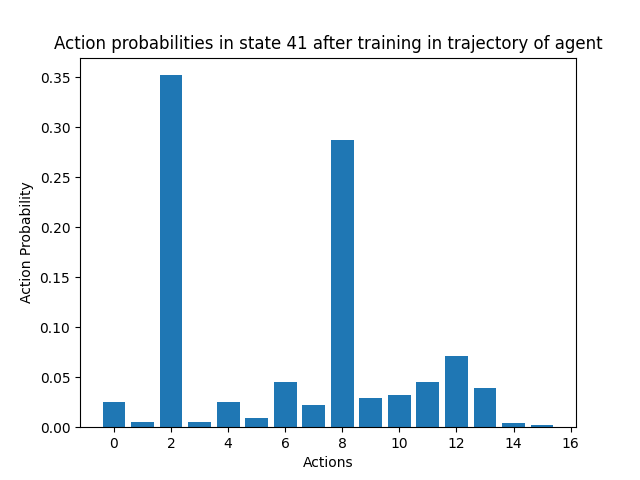 Action probabilities in state 41 after training in trajectory of agent
0.35
0.30
0.25
0.20
0.15
0.10
0.05
0.00
Action Probability
0 2 4 6 8 10 12 14 16
Actions